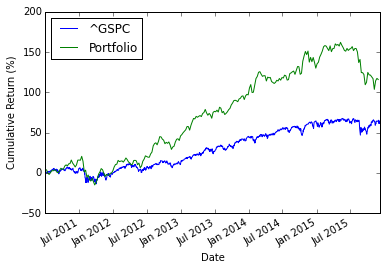 200
150
100
50
0
−50
Cumulative Return (%)
^GSPC
Portfolio
Jul 2011
Jan 2012
Jul 2012
Jan 2013
Jul 2013
Jan 2014
Jul 2014
Jan 2015
Jul 2015
Date